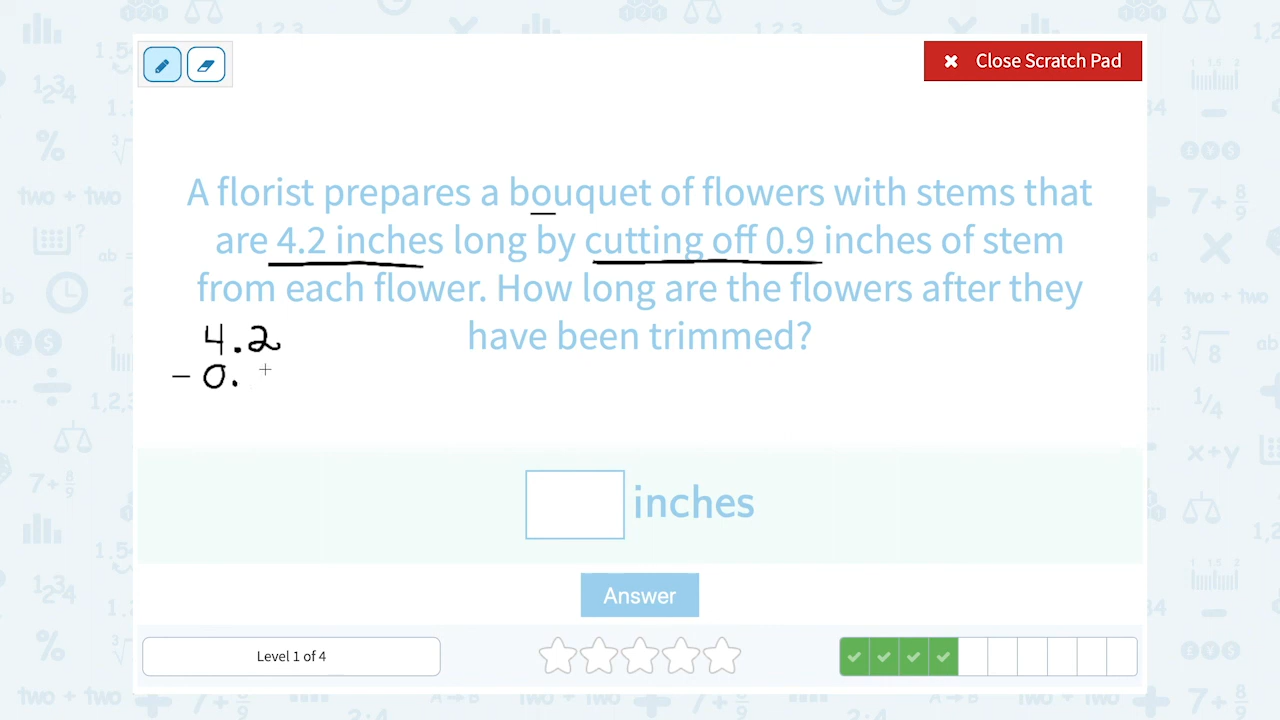 Close Scratch Pad
A florist prepares a bouquet of flowers with stems that
are 4.2 inches long by cutting off 0.9 inches of stem
from each flower. How long are the flowers after they
have been trimmed?
4.2
- 0.
inches
Answer
Level 1 of 4